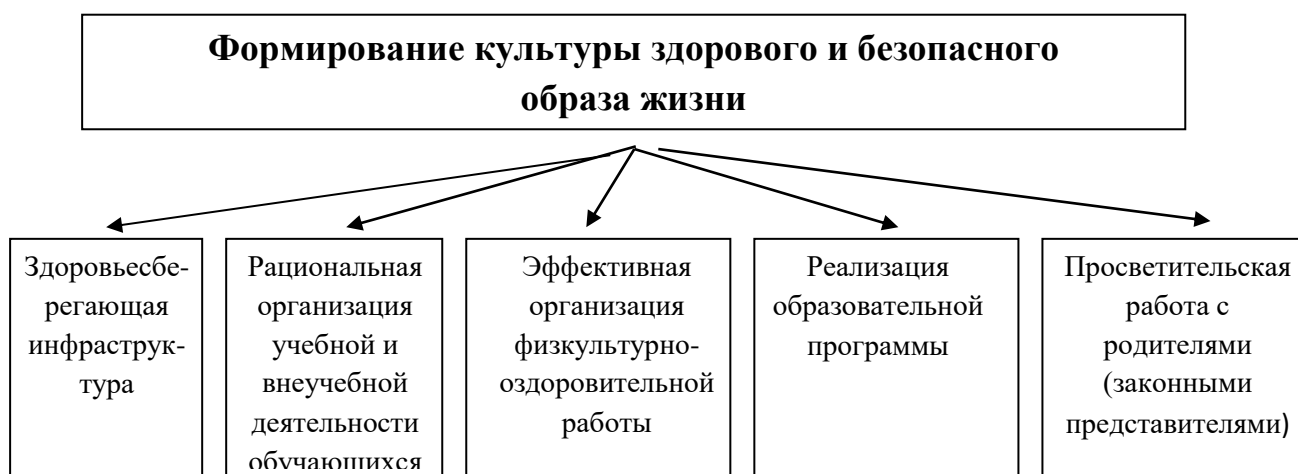 Формирование культуры здорового и безопасного
образа жизни
Здоровьесбе-
регающая
инфраструк-
тура
Рациональная
организация
учебной и
внеучебной
деятельности
обучающихся
Эффективная
организация
физкультурно-
оздоровительной
работы
Реализация
образовательной
программы
Просветительская
работа с
родителями
(законными
представителями)